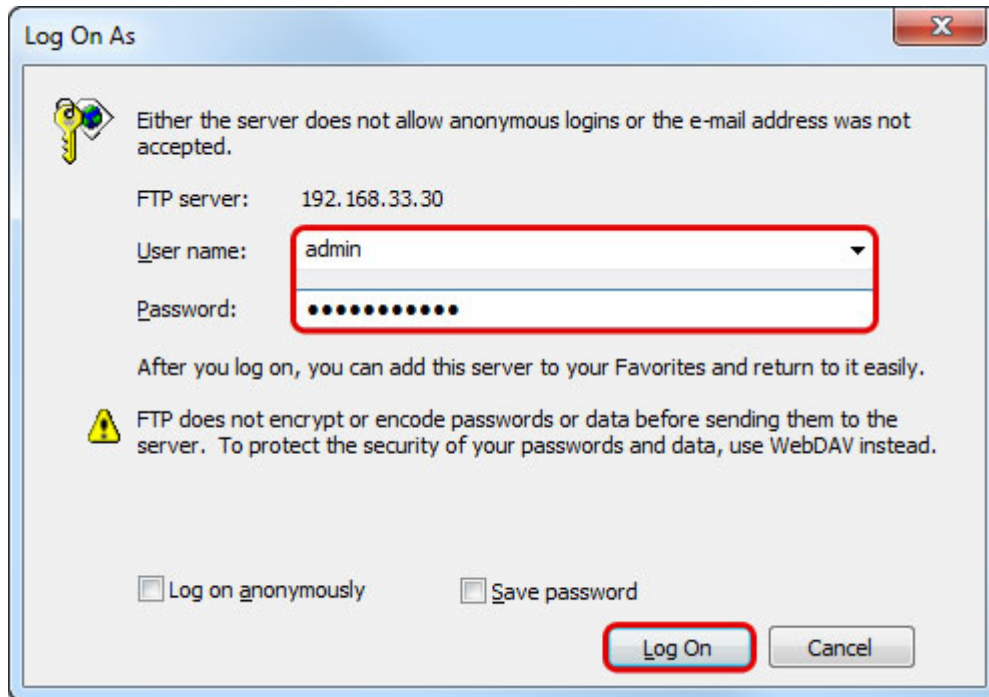 Log On As
Either the server does not allow anonymous logins or the e-mail address was not
accepted.
FTP server: 192.168.33.30
User name: admin
Password: ●●●●●●●●●●●
After you log on, you can add this server to your Favorites and return to it easily.
FTP does not encrypt or encode passwords or data before sending them to the
server. To protect the security of your passwords and data, use WebDAV instead.
Log on anonymously Save password
Log On Cancel